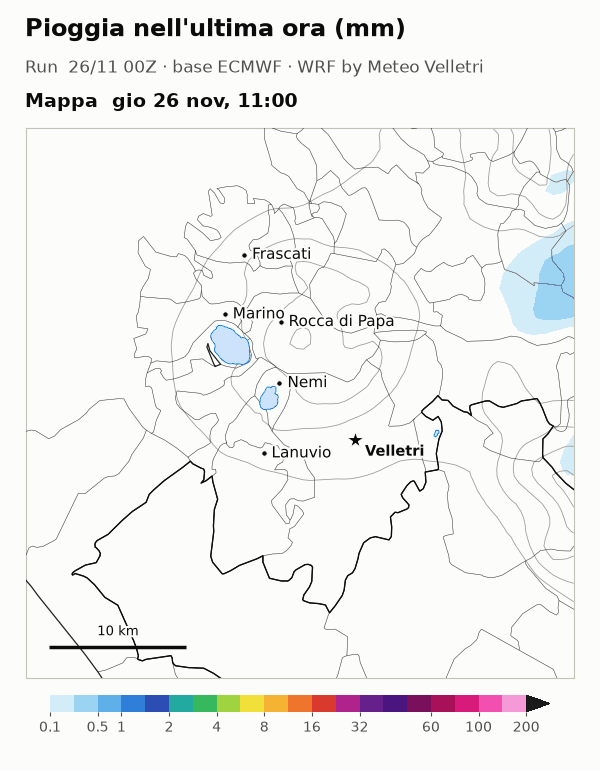 Pioggia nell'ultima ora (mm)
Run  26/11 00Z · base ECMWF · WRF by Meteo Velletri
Mappa  gio 26 nov, 11:00
Frascati
Marino
Rocca di Papa
Nemi
Velletri
Lanuvio
10 km
0.1 0.5 1 2 4 8 16 32 60 100 200